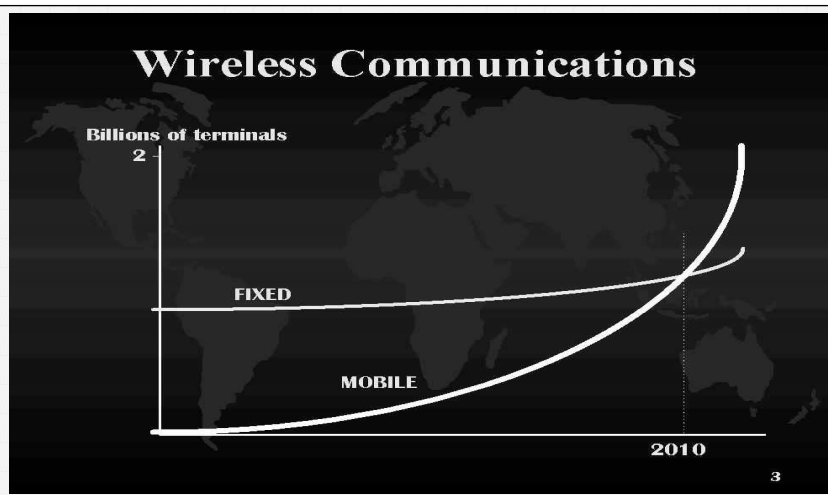 Wireless Communications
Billions of terminals
2
FIXED
MOBILE
2010
3